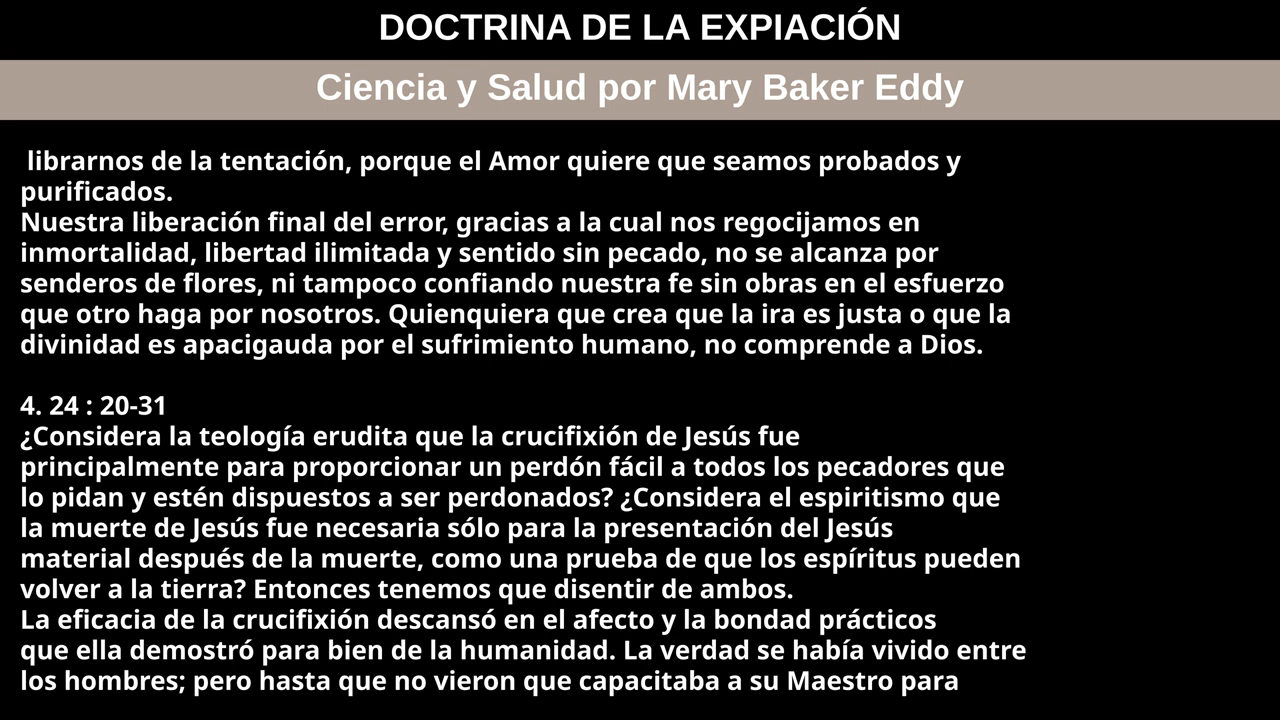 DOCTRINA DE LA EXPIACIÓN
Ciencia y Salud por Mary Baker Eddy
librarnos de la tentación, porque el Amor quiere que seamos probados y
purificados.
Nuestra liberación final del error, gracias a la cual nos regocijamos en
inmortalidad, libertad ilimitada y sentido sin pecado, no se alcanza por
senderos de flores, ni tampoco confiando nuestra fe sin obras en el esfuerzo
que otro haga por nosotros. Quienquiera que crea que la ira es justa o que la
divinidad es apacigauda por el sufrimiento humano, no comprende a Dios.
4. 24 : 20-31
¿Considera la teología erudita que la crucifixión de Jesús fue
principalmente para proporcionar un perdón fácil a todos los pecadores que
lo pidan y estén dispuestos a ser perdonados? ¿Considera el espiritismo que
la muerte de Jesús fue necesaria sólo para la presentación del Jesús
material después de la muerte, como una prueba de que los espíritus pueden
volver a la tierra? Entonces tenemos que disentir de ambos.
La eficacia de la crucifixión descansó en el afecto y la bondad prácticos
que ella demostró para bien de la humanidad. La verdad se había vivido entre
los hombres; pero hasta que no vieron que capacitaba a su Maestro para